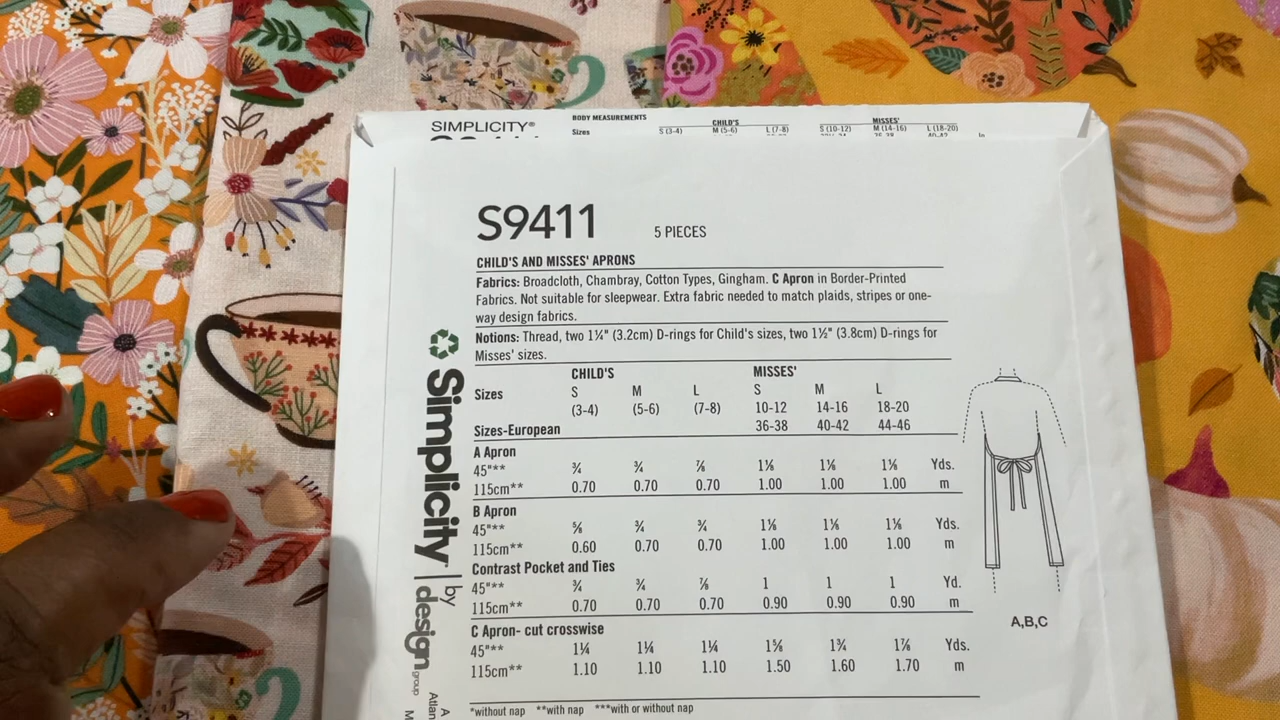 SIMPLICITY®
BODY MEASUREMENTS
CHILD'S MISSES'
Sizes S (3-4) M (5-6) L (7-8) S (10-12) M (14-16) L (18-20)
S9411 5 PIECES
CHILD'S AND MISSES' APRONS
Fabrics: Broadcloth, Chambray, Cotton Types, Gingham. C Apron in Border-Printed
Fabrics. Not suitable for sleepwear. Extra fabric needed to match plaids, stripes or one-
way design fabrics.
Notions: Thread, two 1¼" (3.2cm) D-rings for Child's sizes, two 1½" (3.8cm) D-rings for
Misses' sizes.
CHILD'S MISSES'
Sizes S M L S M L
(3-4) (5-6) (7-8) 10-12 14-16 18-20
Sizes-European 36-38 40-42 44-46
A Apron
45"** ¾ ¾ ⅞ 1⅛ 1⅛ 1⅛ Yds.
115cm** 0.70 0.70 0.70 1.00 1.00 1.00 m
B Apron
45"** ⅝ ¾ ¾ 1⅛ 1⅛ 1⅛ Yds.
115cm** 0.60 0.70 0.70 1.00 1.00 1.00 m
Contrast Pocket and Ties
45"** ¾ ¾ ⅞ 1 1 1 Yd.
115cm** 0.70 0.70 0.70 0.90 0.90 0.90 m
C Apron- cut crosswise
45"** 1¼ 1¼ 1¼ 1⅝ 1¾ 1⅞ Yds.
115cm** 1.10 1.10 1.10 1.50 1.60 1.70 m
*without nap **with nap ***with or without nap
A,B,C
Simplicity by design group